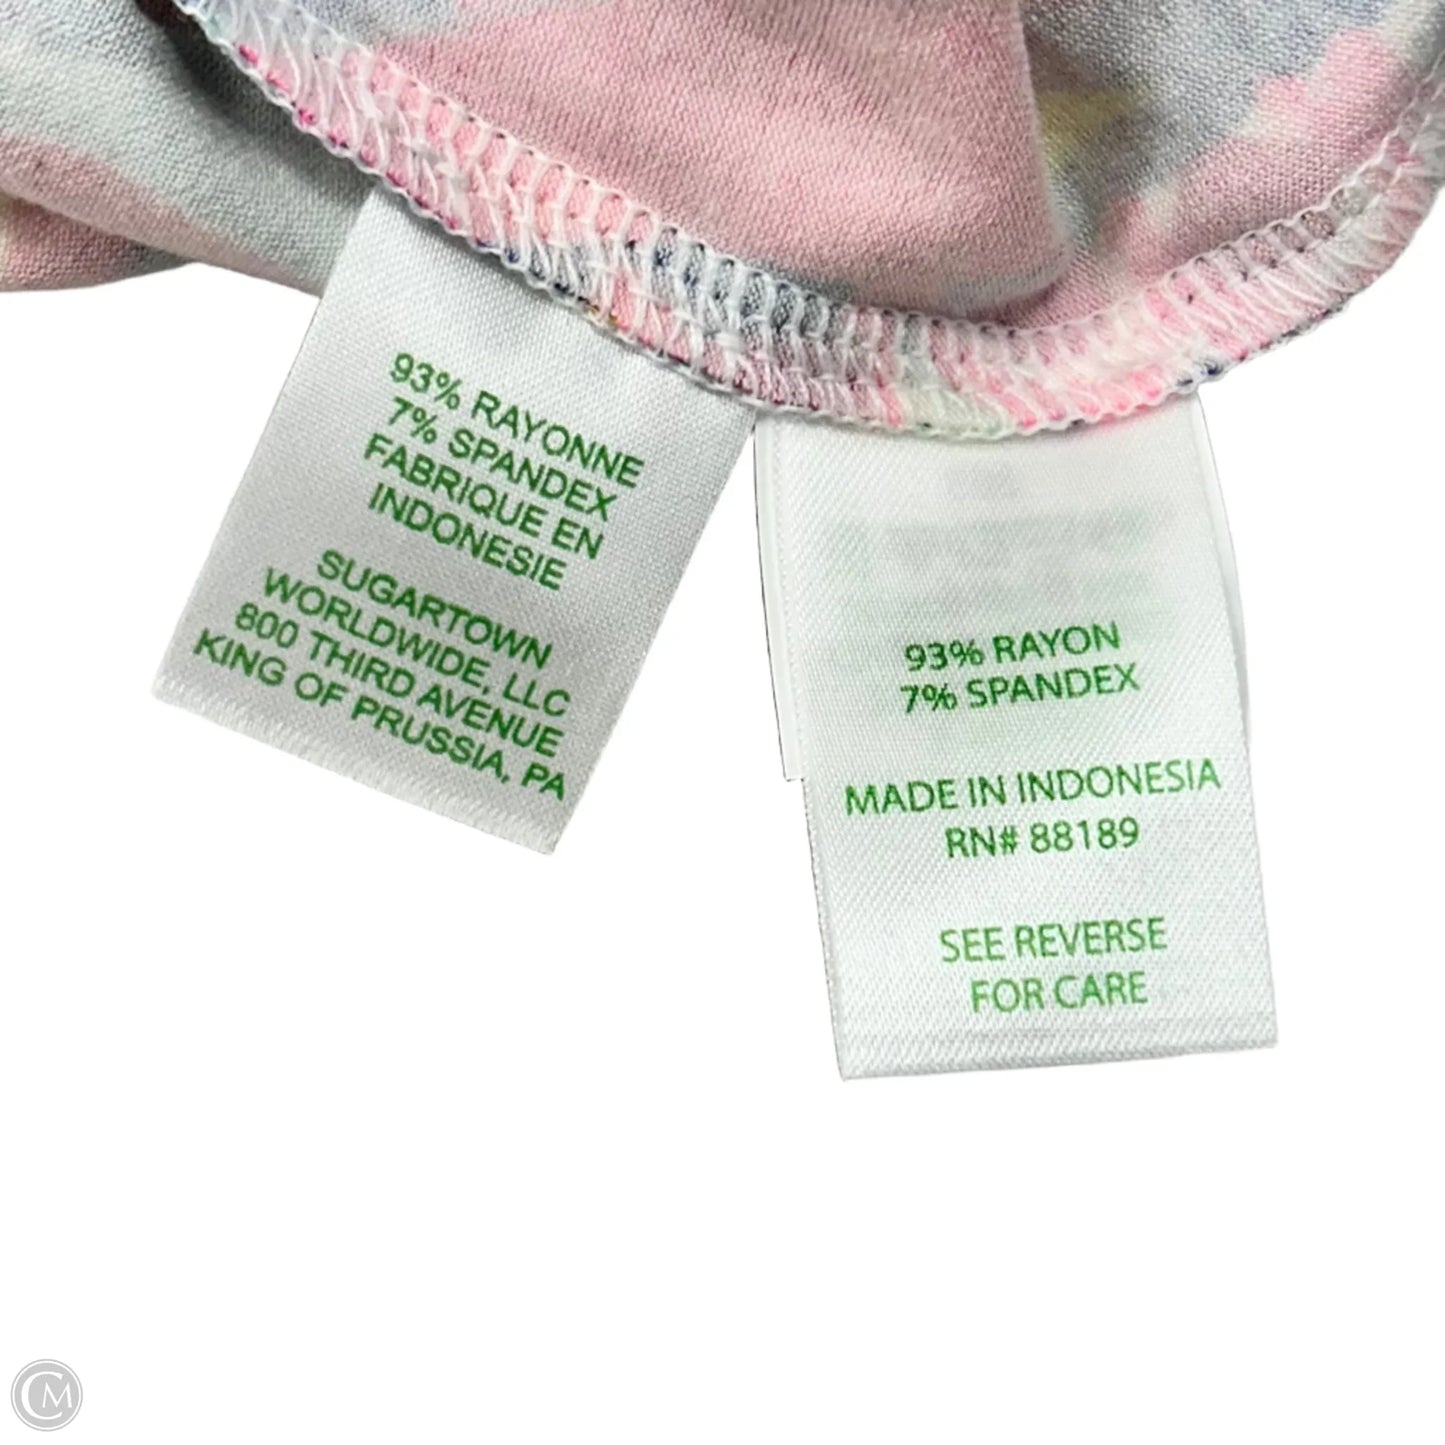 93% RAYONNE
7% SPANDEX
FABRIQUE EN
INDONESIE
SUGARTOWN
WORLDWIDE, LLC
800 THIRD AVENUE
KING OF PRUSSIA, PA
93% RAYON
7% SPANDEX
MADE IN INDONESIA
RN# 88189
SEE REVERSE
FOR CARE
CM